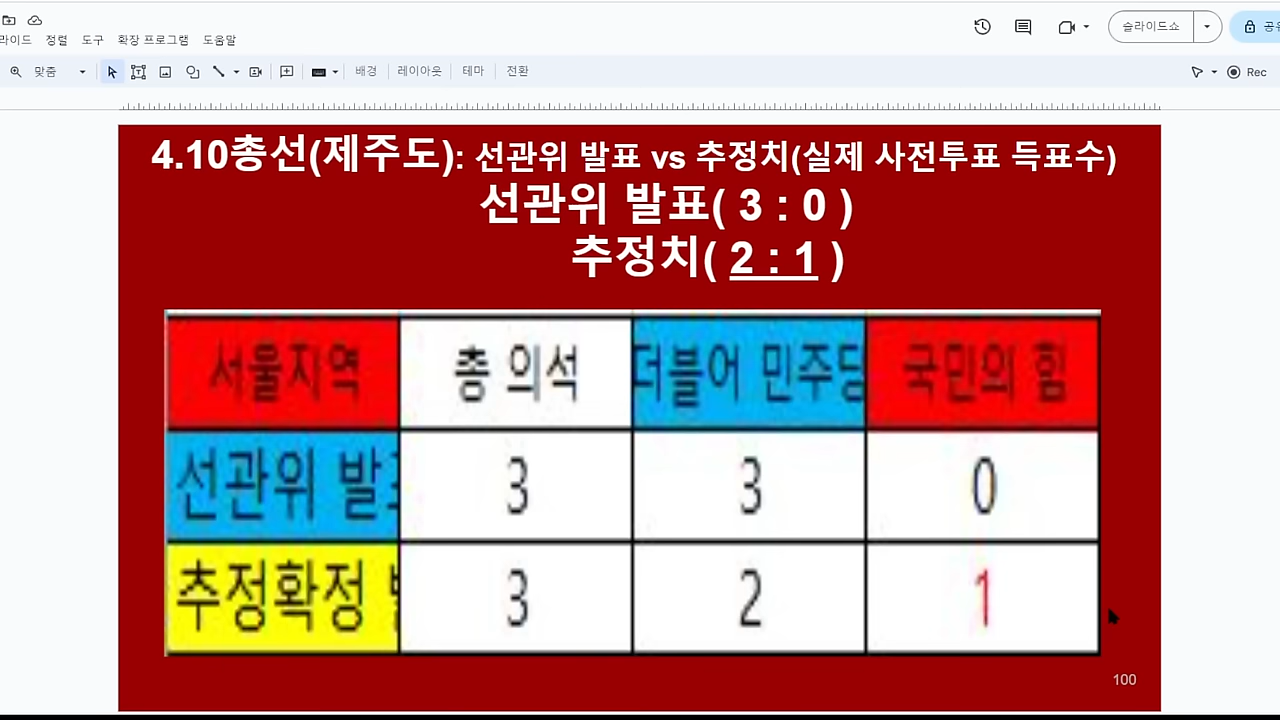 라이드 정렬 도구 확장 프로그램 도움말
슬라이드쇼 공유
맞춤 배경 레이아웃 테마 전환 Rec
4.10총선(제주도): 선관위 발표 vs 추정치(실제 사전투표 득표수)
선관위 발표( 3 : 0 )
추정치( 2 : 1 )
서울지역 총 의석 더블어 민주당 국민의 힘
선관위 발표 3 3 0
추정확정 3 2 1
100